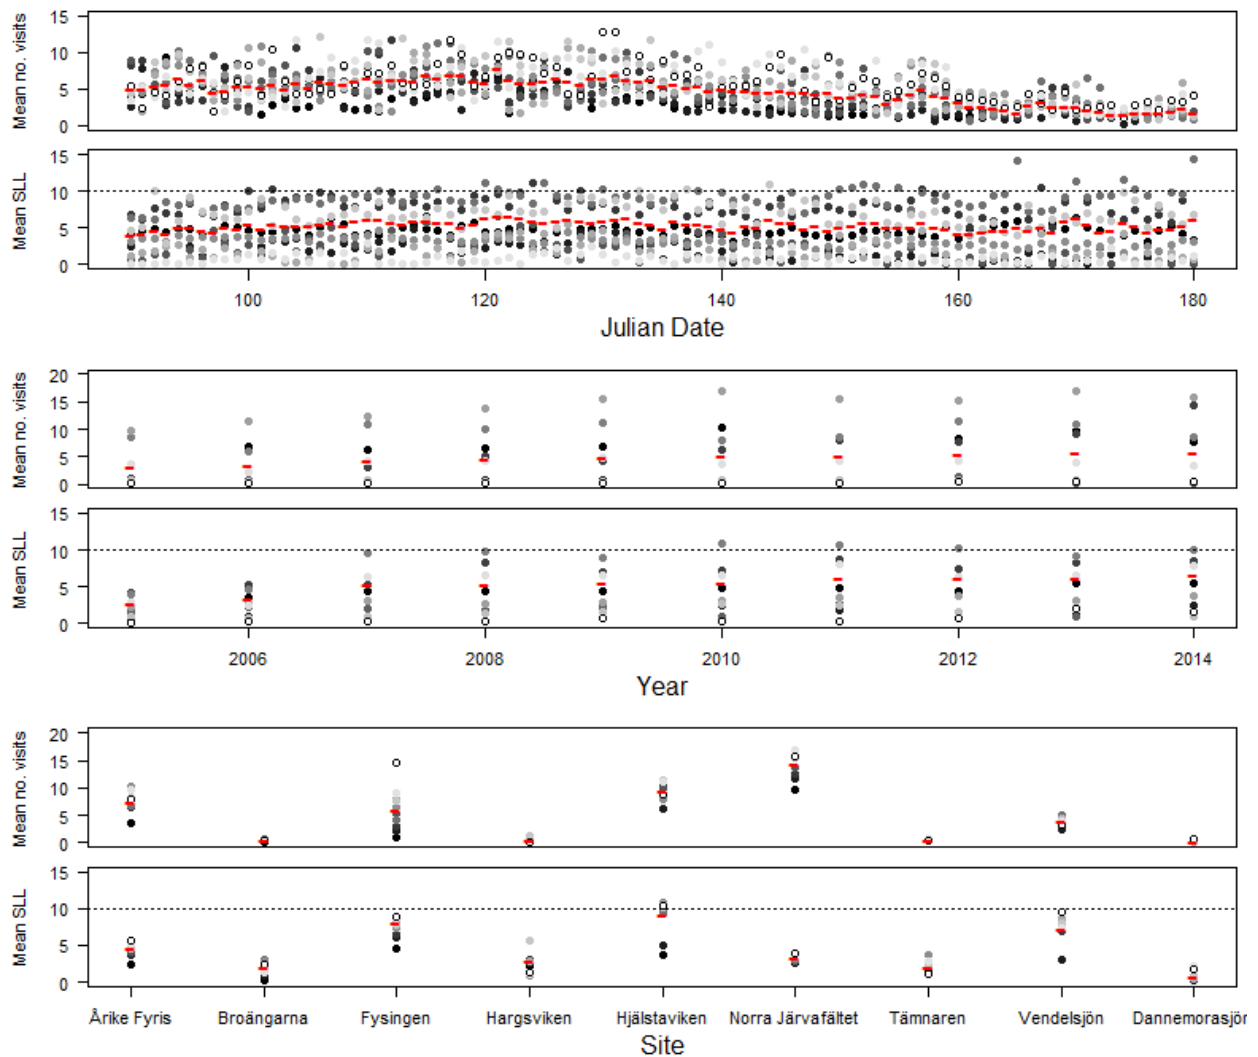 Mean no. visits
15
10
5
0
Mean SLL
15
10
5
0
100 120 140 160 180
Julian Date
Mean no. visits
20
15
10
5
0
Mean SLL
15
10
5
0
2006 2008 2010 2012 2014
Year
Mean no. visits
20
15
10
5
0
Mean SLL
15
10
5
0
Årike Fyris Broängarna Fysingen Hargsviken Hjälstaviken Norra Järvafältet Tämnaren Vendelsjön Dannemorasjör
Site